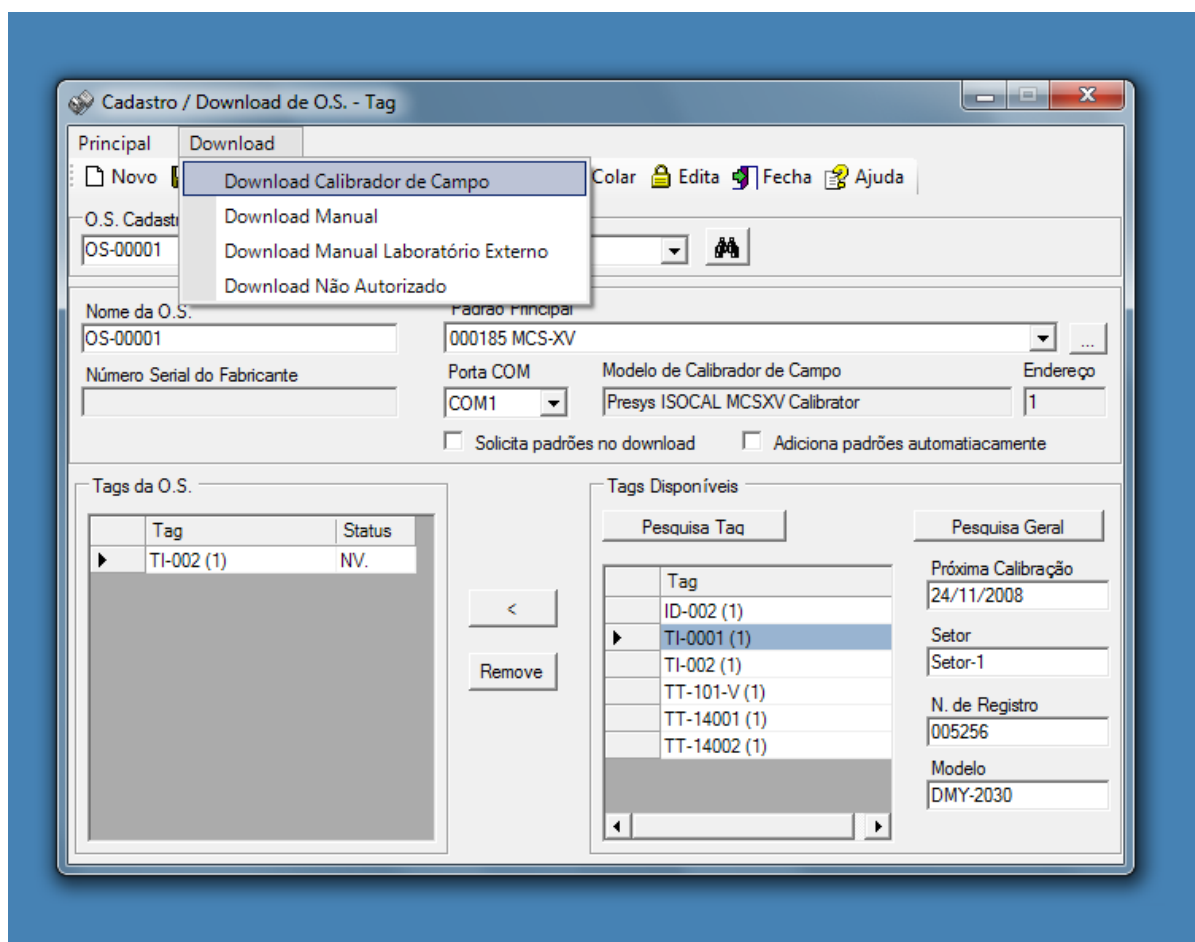 Cadastro / Download de O.S. - Tag
Principal Download
Novo Colar Edita Fecha Ajuda
Download Calibrador de Campo
Download Manual
Download Manual Laboratório Externo
Download Não Autorizado
O.S. Cadast
OS-00001
Nome da O.S. Padrão Principal
OS-00001 000185 MCS-XV ...
Número Serial do Fabricante Porta COM Modelo de Calibrador de Campo Endereço
COM1 Presys ISOCAL MCSXV Calibrator 1
Solicita padrões no download Adiciona padrões automatiacamente
Tags da O.S.
Tag Status
TI-002 (1) NV.
<
Remove
Tags Disponíveis
Pesquisa Tag Pesquisa Geral
Tag
ID-002 (1)
TI-0001 (1)
TI-002 (1)
TT-101-V (1)
TT-14001 (1)
TT-14002 (1)
Próxima Calibração
24/11/2008
Setor
Setor-1
N. de Registro
005256
Modelo
DMY-2030